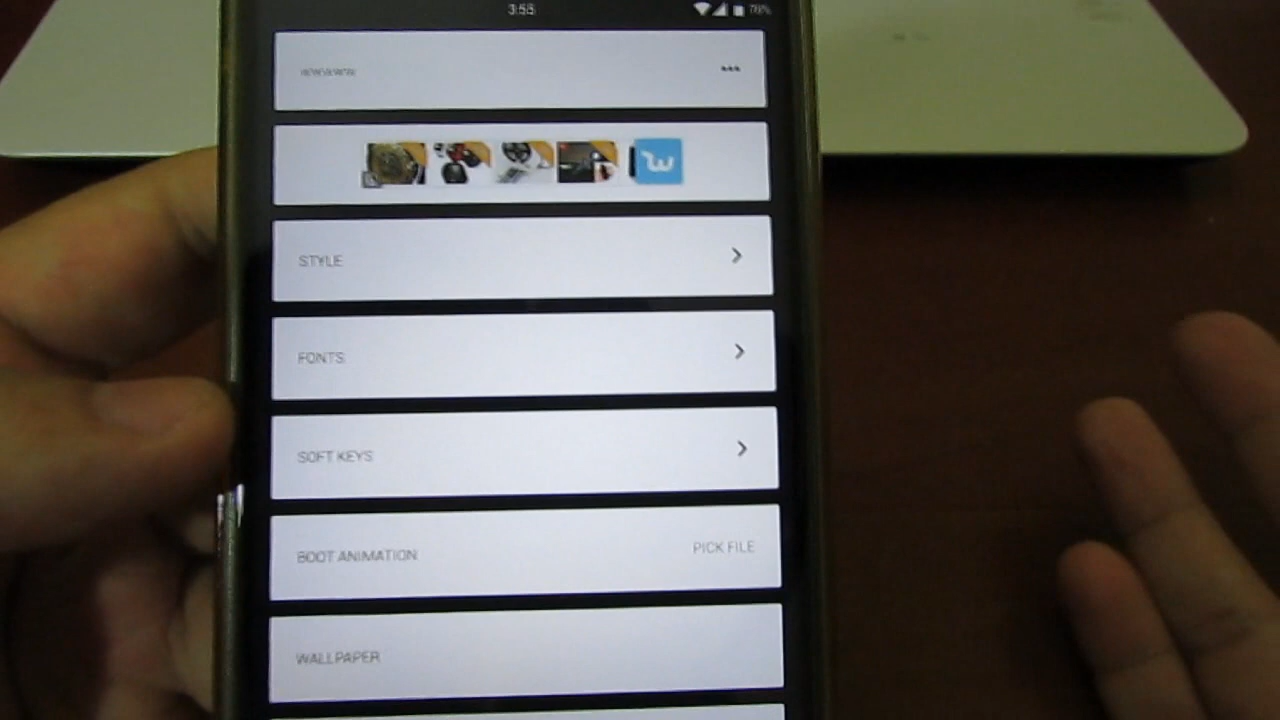 3:55
STYLE
FONTS
SOFT KEYS
BOOT ANIMATION
PICK FILE
WALLPAPER